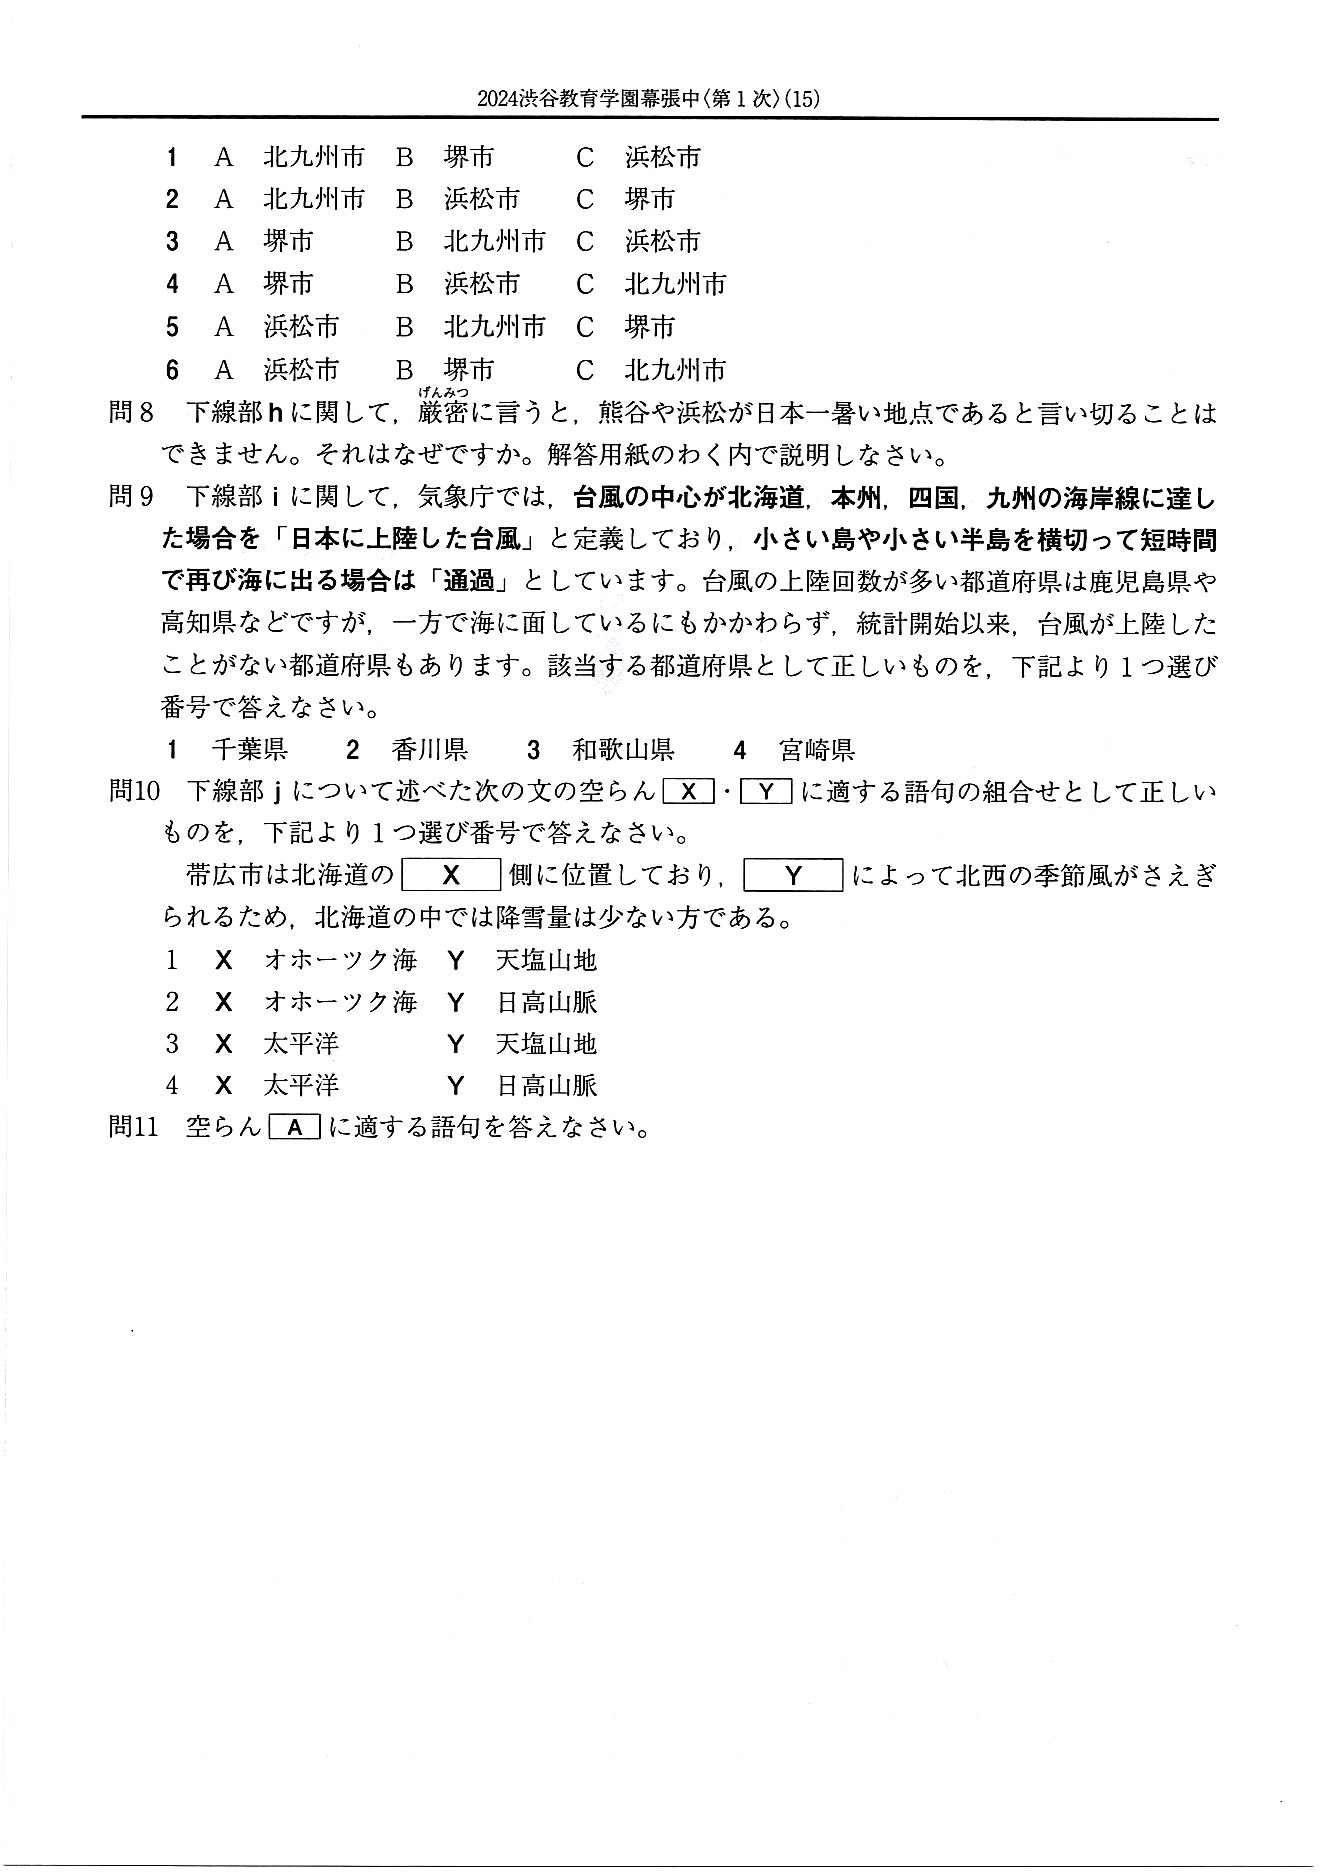 2024渋谷教育学園幕張中〈第1次〉(15)
1 A 北九州市 B 堺市 C 浜松市
2 A 北九州市 B 浜松市 C 堺市
3 A 堺市 B 北九州市 C 浜松市
4 A 堺市 B 浜松市 C 北九州市
5 A 浜松市 B 北九州市 C 堺市
6 A 浜松市 B 堺市 C 北九州市
げんみつ
問8 下線部hに関して，厳密に言うと，熊谷や浜松が日本一暑い地点であると言い切ることは
できません。それはなぜですか。解答用紙のわく内で説明しなさい。
問9 下線部iに関して，気象庁では，台風の中心が北海道，本州，四国，九州の海岸線に達し
た場合を「日本に上陸した台風」と定義しており，小さい島や小さい半島を横切って短時間
で再び海に出る場合は「通過」としています。台風の上陸回数が多い都道府県は鹿児島県や
高知県などですが，一方で海に面しているにもかかわらず，統計開始以来，台風が上陸した
ことがない都道府県もあります。該当する都道府県として正しいものを，下記より1つ選び
番号で答えなさい。
1 千葉県 2 香川県 3 和歌山県 4 宮崎県
問10 下線部jについて述べた次の文の空らんX・Yに適する語句の組合せとして正しい
ものを，下記より1つ選び番号で答えなさい。
帯広市は北海道のX側に位置しており，Yによって北西の季節風がさえぎ
られるため，北海道の中では降雪量は少ない方である。
1 X オホーツク海 Y 天塩山地
2 X オホーツク海 Y 日高山脈
3 X 太平洋 Y 天塩山地
4 X 太平洋 Y 日高山脈
問11 空らんAに適する語句を答えなさい。